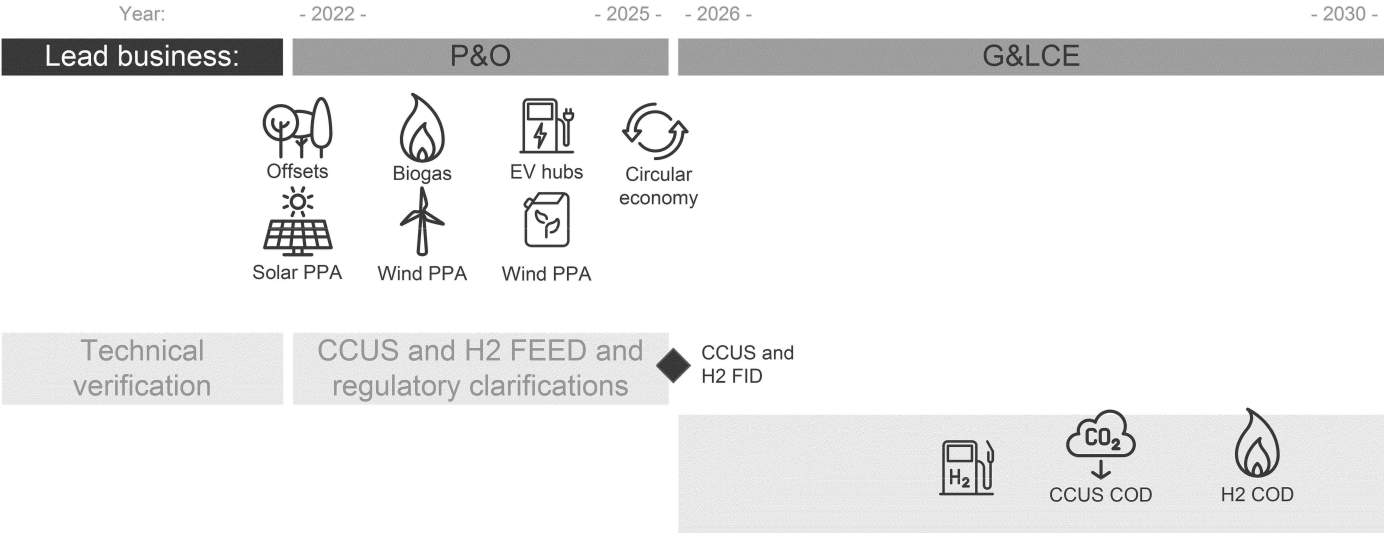 Year:
- 2022 -
- 2025 -
- 2026 -
- 2030 -
Lead business:
P&O
G&LCE
Offsets
Biogas
EV hubs
Circular
economy
Solar PPA
Wind PPA
Wind PPA
Technical
verification
CCUS and H2 FEED and
regulatory clarifications
CCUS and
H2 FID
H2
CO2
CCUS COD
H2 COD